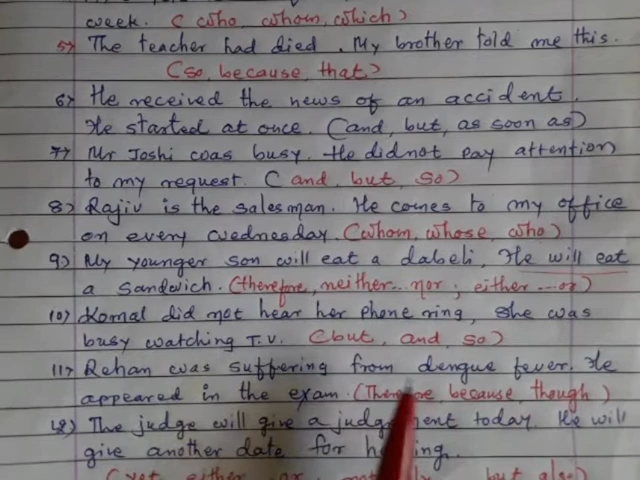 week. ( who, whom, which)
5) The teacher had died. My brother told me this.
(so, because, that)
6) He received the news of an accident.
He started at once. (and, but, as soon as)
7) Mr Joshi was busy. He didnot pay attention
to my request. ( and, but, so)
8) Rajiv is the salesman. He comes to my office
on every wednesday. (whom, whose, who)
9) My younger son will eat a dabeli. He will eat
a sandwich. (therefore, neither...nor; either....or)
10) Komal did not hear her phone ring, she was
busy watching T.V. (but, and, so)
11) Rehan was suffering from dengue fever. He
appeared in the exam. ( because, though )
12) The judge will give a today. He will
give another date for
(yet, either or, but also)